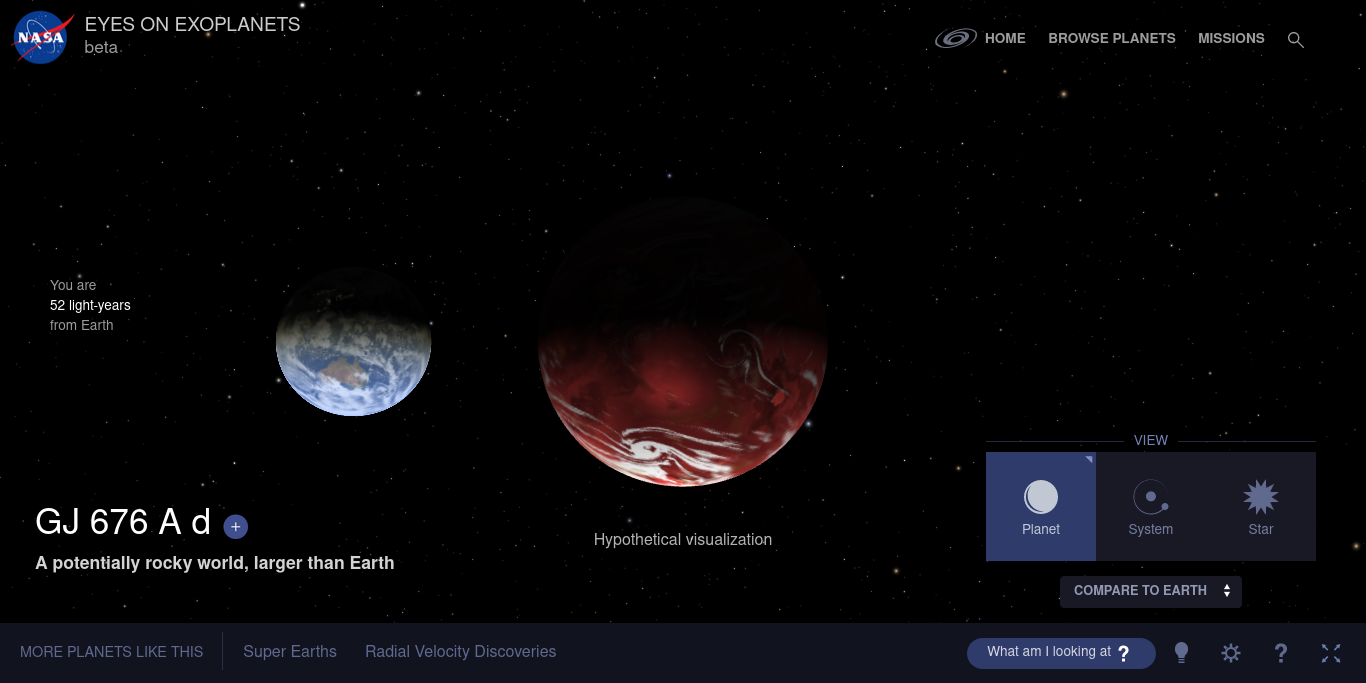 NASA
EYES ON EXOPLANETS
beta
HOME
BROWSE PLANETS
MISSIONS
You are
52 light-years
from Earth
GJ 676 A d +
A potentially rocky world, larger than Earth
Hypothetical visualization
VIEW
Planet
System
Star
COMPARE TO EARTH
MORE PLANETS LIKE THIS
Super Earths
Radial Velocity Discoveries
What am I looking at ?
?